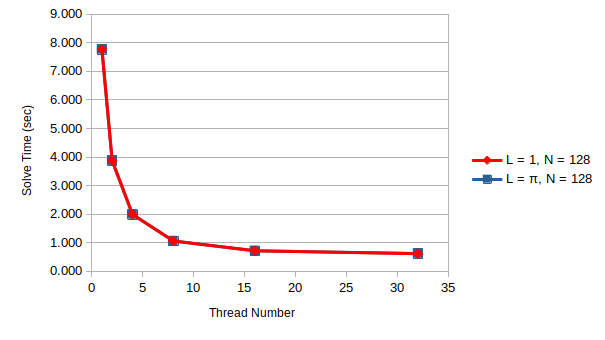 9.000
8.000
7.000
6.000
5.000
4.000
3.000
2.000
1.000
0.000
Solve Time (sec)
0 5 10 15 20 25 30 35
Thread Number
L = 1, N = 128
L = π, N = 128